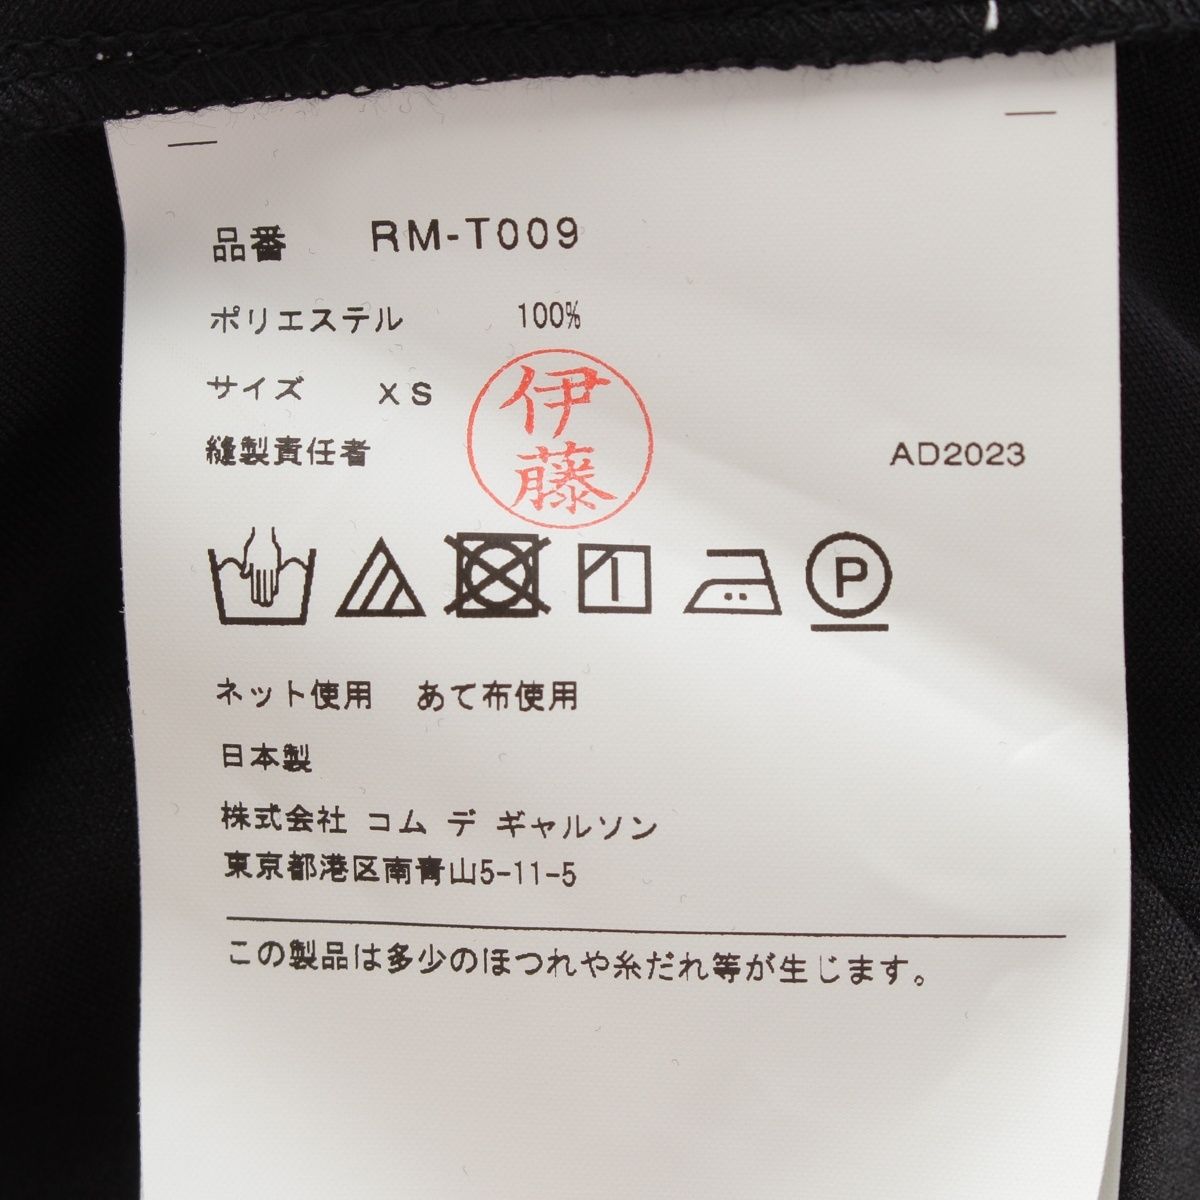 品番 RM-T009
ポリエステル 100%
サイズ XS
伊
藤
縫製責任者 AD2023
1 P
ネット使用 あて布使用
日本製
株式会社 コム デ ギャルソン
東京都港区南青山5-11-5
この製品は多少のほつれや糸だれ等が生じます。